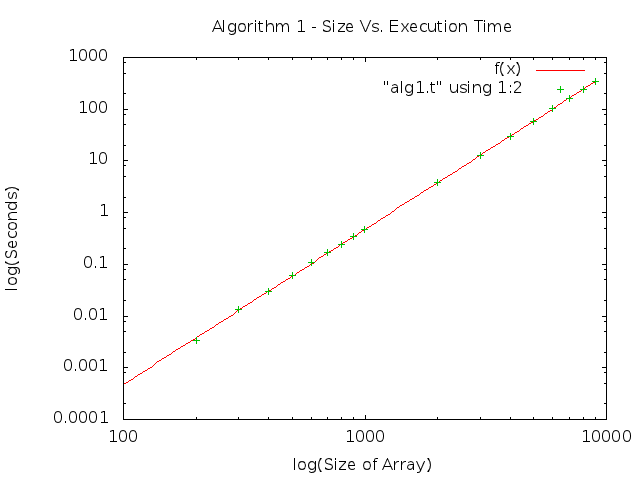 Algorithm 1 - Size Vs. Execution Time
f(x)
"alg1.t" using 1:2
1000
100
10
1
0.1
0.01
0.001
0.0001
log(Seconds)
100
1000
10000
log(Size of Array)